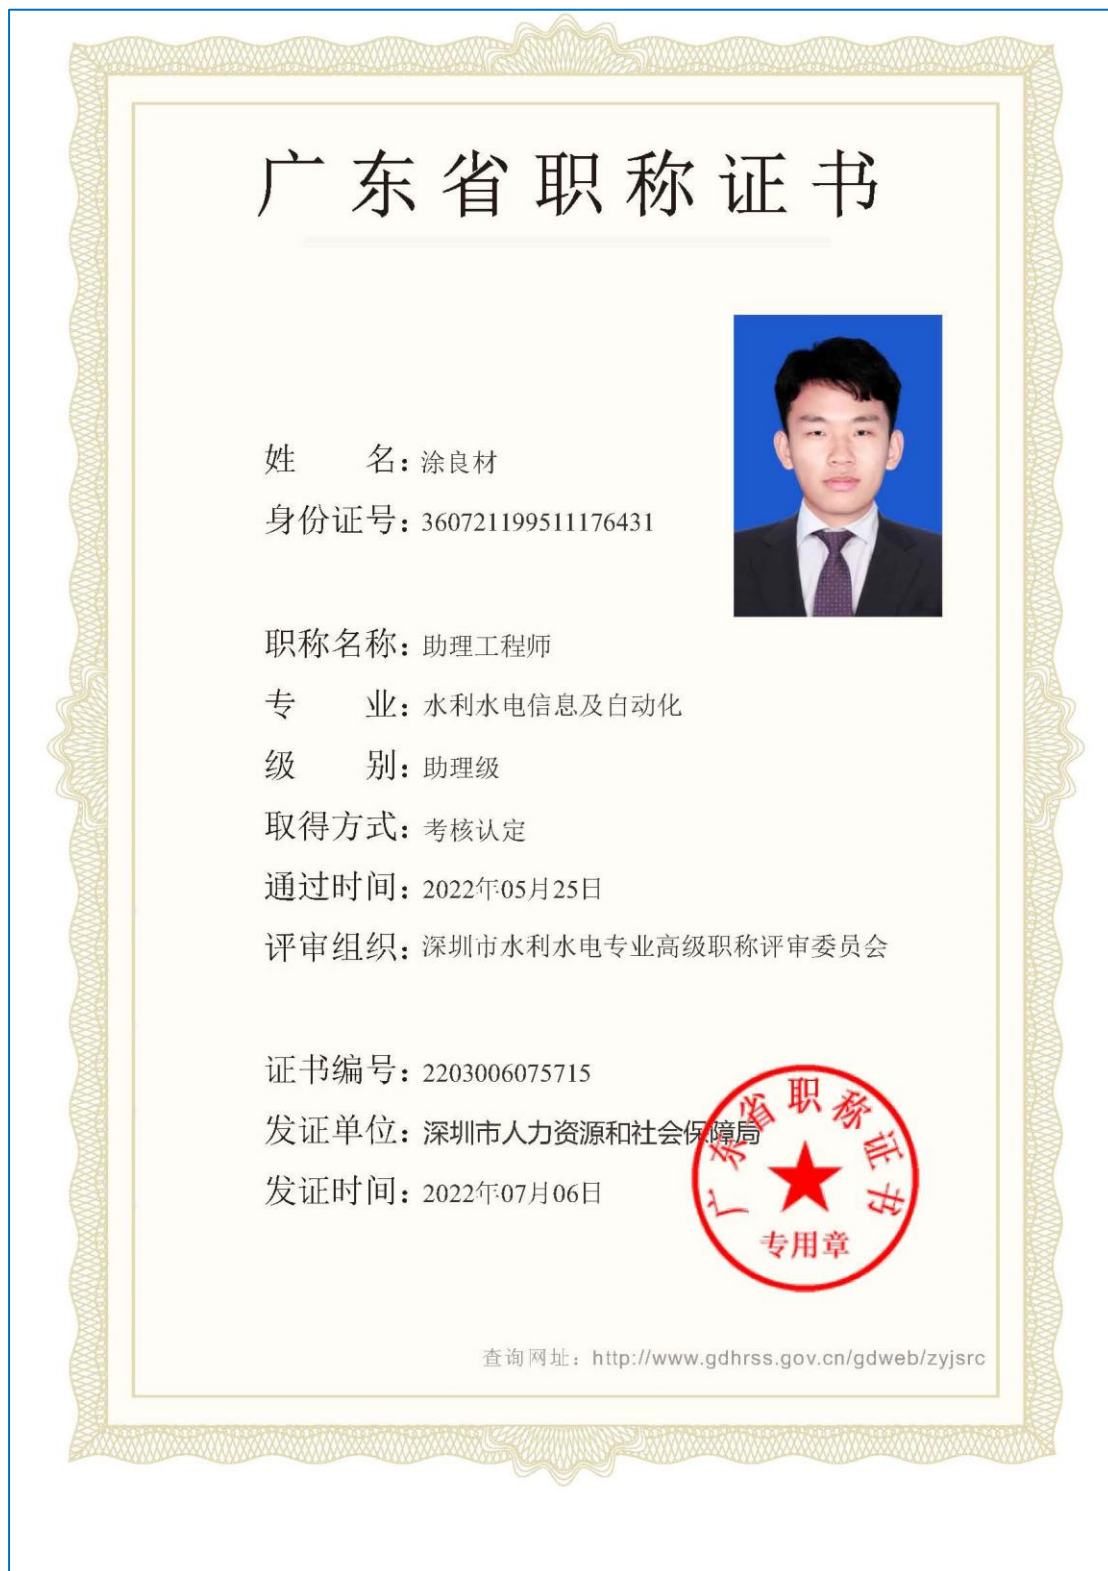 广东省职称证书
姓 名：涂良材
身份证号：360721199511176431
职称名称：助理工程师
专 业：水利水电信息及自动化
级 别：助理级
取得方式：考核认定
通过时间：2022年05月25日
评审组织：深圳市水利水电专业高级职称评审委员会
证书编号：2203006075715
发证单位：深圳市人力资源和社会保障局
发证时间：2022年07月06日
广东省职称证书
专用章
查询网址：http://www.gdhrss.gov.cn/gdweb/zyjsrc